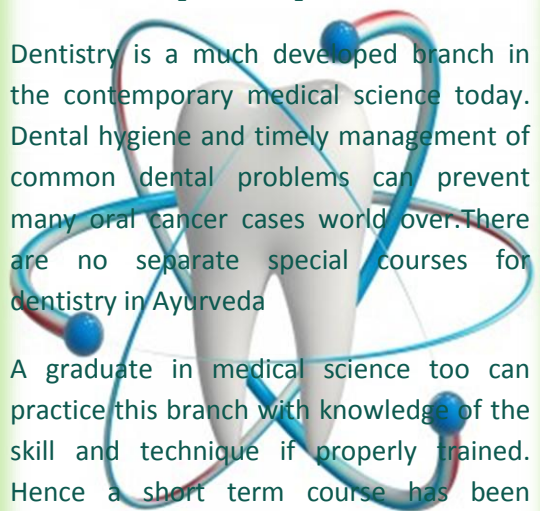 Dentistry is a much developed branch in
the contemporary medical science today.
Dental hygiene and timely management of
common dental problems can prevent
many oral cancer cases world over.There
are no separate special courses for
dentistry in Ayurveda
A graduate in medical science too can
practice this branch with knowledge of the
skill and technique if properly trained.
Hence a short term course has been